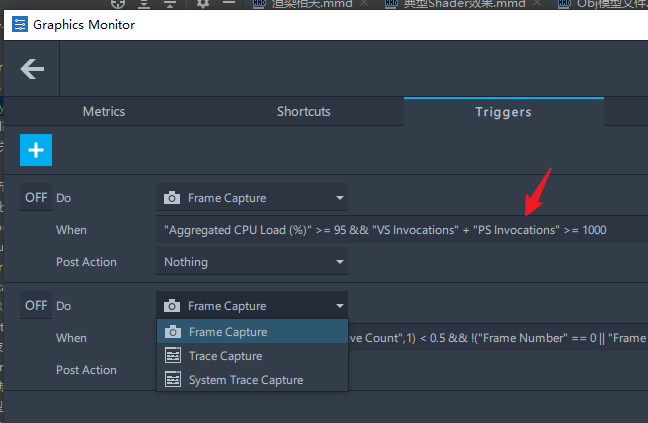 渲染相关.mmd
典型Shader效果.mmd
Obj模型文件
Graphics Monitor
Metrics
Shortcuts
Triggers
OFF Do Frame Capture
When "Aggregated CPU Load (%)" >= 95 && "VS Invocations" + "PS Invocations" >= 1000
Post Action Nothing
OFF Do Frame Capture
Frame Capture
When ve Count",1) < 0.5 && !("Frame Number" == 0 || "Frame
Trace Capture
Post Action
System Trace Capture